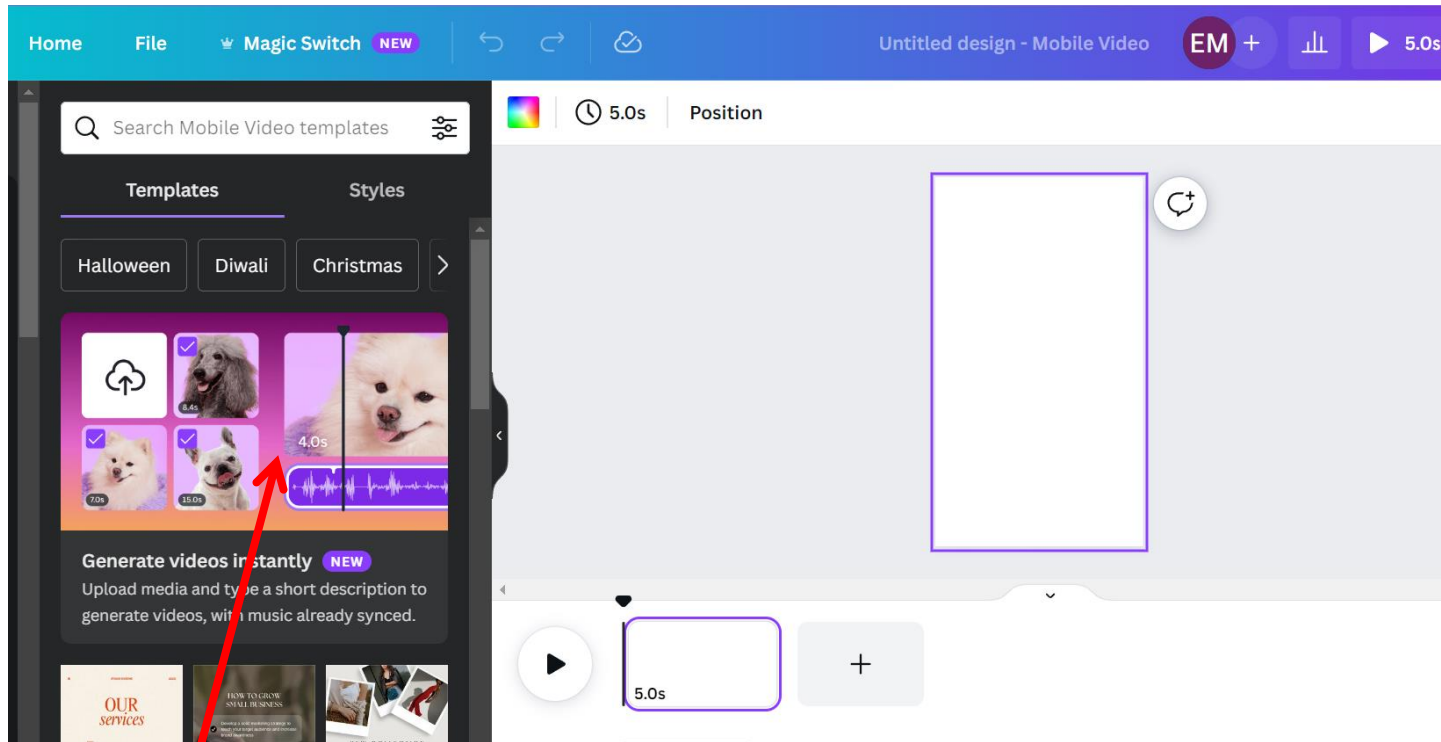 Home File Magic Switch NEW Untitled design - Mobile Video EM + 5.0s
Search Mobile Video templates
5.0s Position
Templates Styles
Halloween Diwali Christmas
8.4s
4.0s
7.0s 15.0s
Generate videos instantly NEW
Upload media and type a short description to
generate videos, with music already synced.
5.0s
OUR
services
HOW TO GROW
SMALL BUSINESS